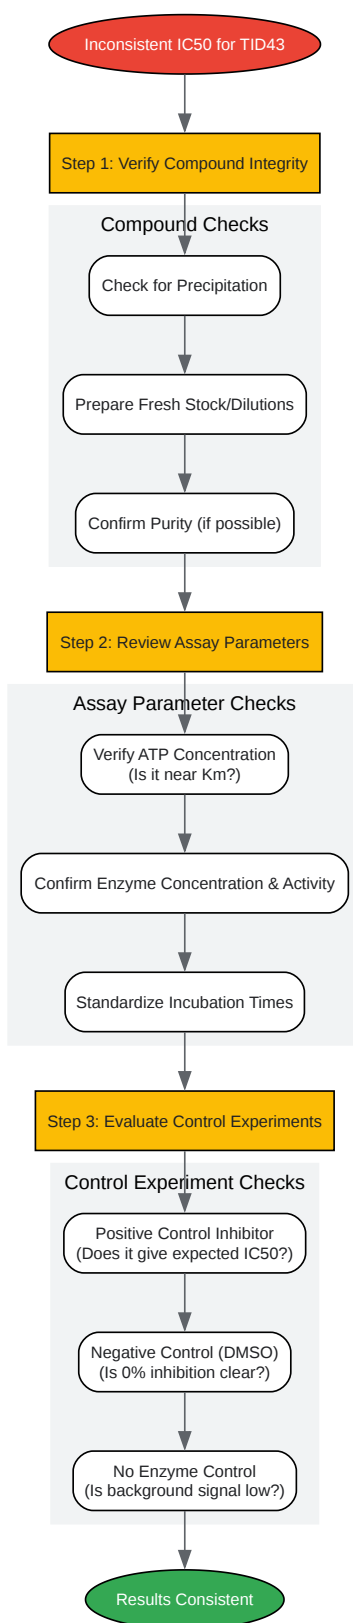 Inconsistent IC50 for TID43
Step 1: Verify Compound Integrity
Compound Checks
Check for Precipitation
Prepare Fresh Stock/Dilutions
Confirm Purity (if possible)
Step 2: Review Assay Parameters
Assay Parameter Checks
Verify ATP Concentration
(Is it near Km?)
Confirm Enzyme Concentration & Activity
Standardize Incubation Times
Step 3: Evaluate Control Experiments
Control Experiment Checks
Positive Control Inhibitor
(Does it give expected IC50?)
Negative Control (DMSO)
(Is 0% inhibition clear?)
No Enzyme Control
(Is background signal low?)
Results Consistent